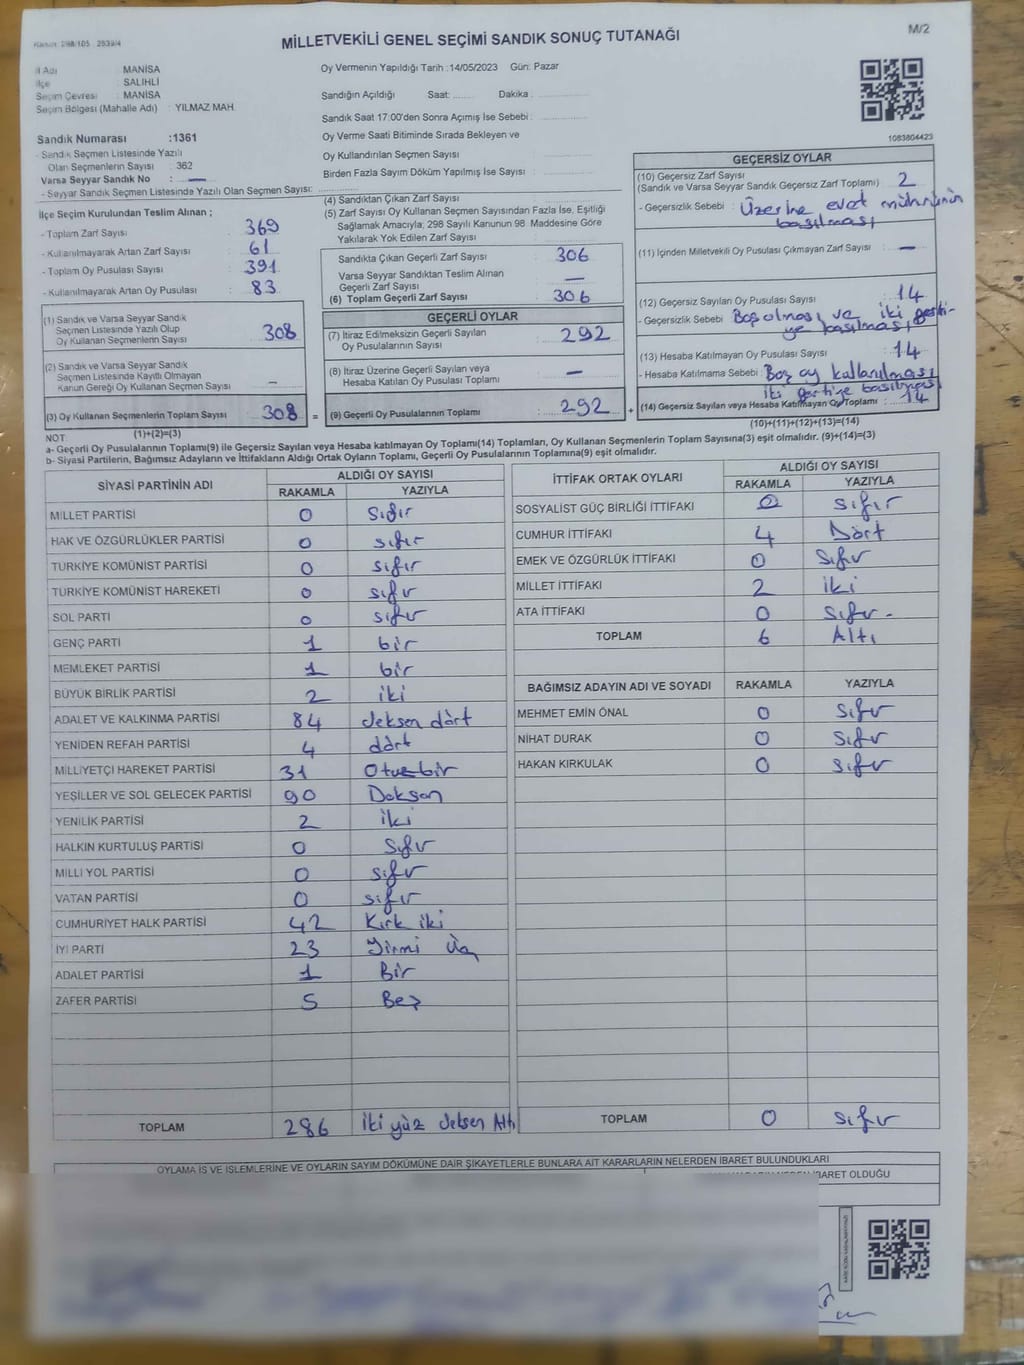 MİLLETVEKİLİ GENEL SEÇİMİ SANDIK SONUÇ TUTANAĞI
M/2
İl Adı : MANİSA
İlçe : SALİHLİ
Seçim Çevresi : MANİSA
Seçim Bölgesi (Mahalle Adı) : YILMAZ MAH.
Oy Vermenin Yapıldığı Tarih :14/05/2023 Gün: Pazar
Sandığın Açıldığı Saat: ....... Dakika : ..............
Sandık Saat 17:00'den Sonra Açımış İse Sebebi : ..............
Oy Verme Saati Bitiminde Sırada Bekleyen ve
Oy Kullandırılan Seçmen Sayısı
Birden Fazla Sayım Döküm Yapılmış İse Sayısı
1083804423
Sandık Numarası :1361
- Sandık Seçmen Listesinde Yazılı
Olan Seçmenlerin Sayısı : 362
Varsa Seyyar Sandık No : —
- Seyyar Sandık Seçmen Listesinde Yazılı Olan Seçmen Sayısı:
İlçe Seçim Kurulundan Teslim Alınan ;
- Toplam Zarf Sayısı : 369
- Kullanılmayarak Artan Zarf Sayısı : 61
- Toplam Oy Pusulası Sayısı : 391
- Kullanılmayarak Artan Oy Pusulası : 83
(1) Sandık ve Varsa Seyyar Sandık
Seçmen Listesinde Yazılı Olup
Oy Kullanan Seçmenlerin Sayısı 308
(2) Sandık ve Varsa Seyyar Sandık
Seçmen Listesinde Kayıtlı Olmayan
Kanun Gereği Oy Kullanan Seçmen Sayısı —
(3) Oy Kullanan Seçmenlerin Toplam Sayısı 308 =
(1)+(2)=(3)
(4) Sandıktan Çıkan Zarf Sayısı
(5) Zarf Sayısı Oy Kullanan Seçmen Sayısından Fazla İse, Eşitliği
Sağlamak Amacıyla, 298 Sayılı Kanunun 98. Maddesine Göre
Yakılarak Yok Edilen Zarf Sayısı
Sandıkta Çıkan Geçerli Zarf Sayısı : 306
Varsa Seyyar Sandıktan Teslim Alınan
Geçerli Zarf Sayısı : —
(6) Toplam Geçerli Zarf Sayısı : 306
GEÇERLİ OYLAR
(7) İtiraz Edilmeksizin Geçerli Sayılan
Oy Pusulalarının Sayısı : 292
(8) İtiraz Üzerine Geçerli Sayılan veya
Hesaba Katılan Oy Pusulası Toplamı : —
(9) Geçerli Oy Pusulalarının Toplamı : 292 +
GEÇERSİZ OYLAR
(10) Geçersiz Zarf Sayısı
(Sandık ve Varsa Seyyar Sandık Geçersiz Zarf Toplamı) : 2
- Geçersizlik Sebebi : Üzerine evet mührünün
basılması
(11) İçinden Milletvekili Oy Pusulası Çıkmayan Zarf Sayısı : —
(12) Geçersiz Sayılan Oy Pusulası Sayısı : 14
- Geçersizlik Sebebi : Boş olması ve iki parti-
ye basılması
(13) Hesaba Katılmayan Oy Pusulası Sayısı : 14
- Hesaba Katılmama Sebebi : Boş oy kullanılması
iki partiye basılması
(14) Geçersiz Sayılan veya Hesaba Katılmayan Oy Toplamı : 14
(10)+(11)+(12)+(13)=(14)
NOT:
a- Geçerli Oy Pusulalarının Toplamı(9) ile Geçersiz Sayılan veya Hesaba katılmayan Oy Toplamı(14) Toplamları, Oy Kullanan Seçmenlerin Toplam Sayısına(3) eşit olmalıdır. (9)+(14)=(3)
b- Siyasi Partilerin, Bağımsız Adayların ve İttifakların Aldığı Ortak Oyların Toplamı, Geçerli Oy Pusulalarının Toplamına(9) eşit olmalıdır.
SİYASİ PARTİNİN ADI ALDIĞI OY SAYISI
RAKAMLA YAZIYLA
MİLLET PARTİSİ 0 Sıfır
HAK VE ÖZGÜRLÜKLER PARTİSİ 0 sıfır
TÜRKİYE KOMÜNİST PARTİSİ 0 sıfır
TÜRKİYE KOMÜNİST HAREKETİ 0 sıfır
SOL PARTİ 0 sıfır
GENÇ PARTİ 1 bir
MEMLEKET PARTİSİ 1 bir
BÜYÜK BİRLİK PARTİSİ 2 iki
ADALET VE KALKINMA PARTİSİ 84 seksen dört
YENİDEN REFAH PARTİSİ 4 dört
MİLLİYETÇİ HAREKET PARTİSİ 31 Otuzbir
YEŞİLLER VE SOL GELECEK PARTİSİ 90 Doksan
YENİLİK PARTİSİ 2 iki
HALKIN KURTULUŞ PARTİSİ 0 Sıfır
MİLLİ YOL PARTİSİ 0 sıfır
VATAN PARTİSİ 0 sıfır
CUMHURİYET HALK PARTİSİ 42 Kırk iki
İYİ PARTİ 23 Yirmi Üç
ADALET PARTİSİ 1 Bir
ZAFER PARTİSİ 5 Beş
TOPLAM 286 İki yüz seksen Altı
İTTİFAK ORTAK OYLARI ALDIĞI OY SAYISI
RAKAMLA YAZIYLA
SOSYALİST GÜÇ BİRLİĞİ İTTİFAKI 0 sıfır
CUMHUR İTTİFAKI 4 Dört
EMEK VE ÖZGÜRLÜK İTTİFAKI 0 Sıfır
MİLLET İTTİFAKI 2 iki
ATA İTTİFAKI 0 Sıfır-
TOPLAM 6 Altı
BAĞIMSIZ ADAYIN ADI VE SOYADI RAKAMLA YAZIYLA
MEHMET EMİN ÖNAL 0 Sıfır
NİHAT DURAK 0 Sıfır
HAKAN KIRKULAK 0 Sıfır
TOPLAM 0 Sıfır
OYLAMA İŞ VE İŞLEMLERİNE VE OYLARIN SAYIM DÖKÜMÜNE DAİR ŞİKAYETLERLE BUNLARA AİT KARARLARIN NELERDEN İBARET BULUNDUKLARI
İBARET OLDUĞU